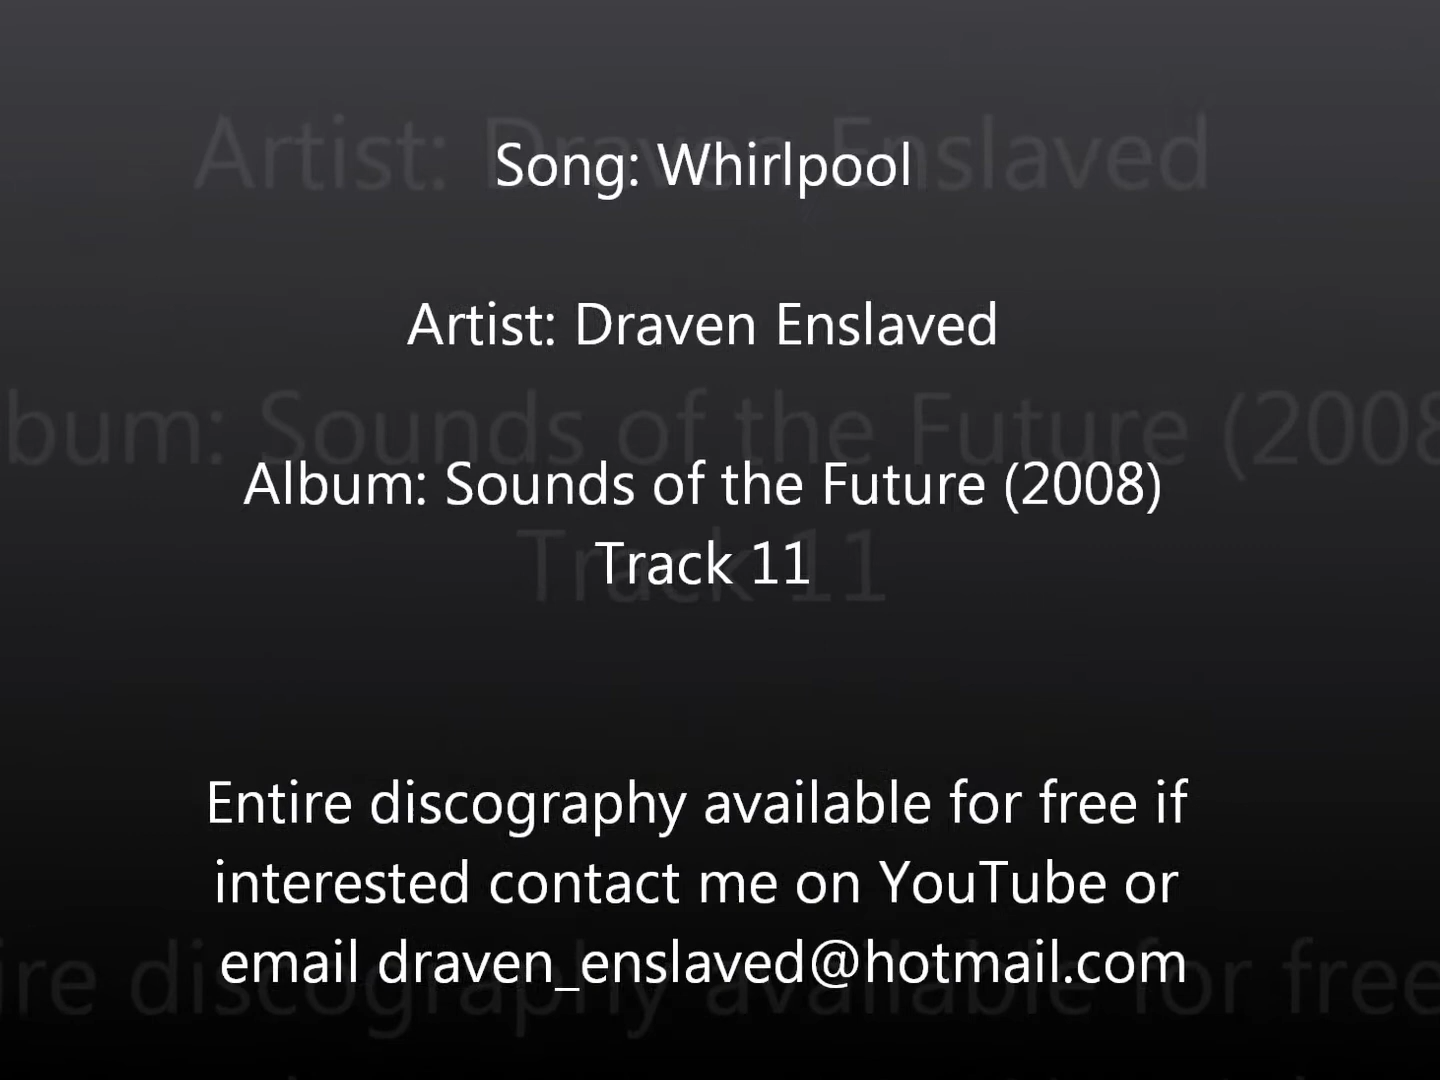 Song: Whirlpool
Artist: Draven Enslaved
Album: Sounds of the Future (2008)
Track 11
Entire discography available for free if
interested contact me on YouTube or
email draven_enslaved@hotmail.com